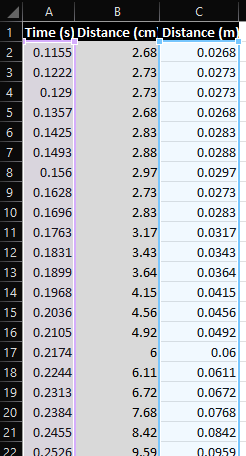 A B C
1 Time (s) Distance (cm) Distance (m)
2 0.1155 2.68 0.0268
3 0.1222 2.73 0.0273
4 0.129 2.73 0.0273
5 0.1357 2.68 0.0268
6 0.1425 2.83 0.0283
7 0.1493 2.88 0.0288
8 0.156 2.97 0.0297
9 0.1628 2.73 0.0273
10 0.1696 2.83 0.0283
11 0.1763 3.17 0.0317
12 0.1831 3.43 0.0343
13 0.1899 3.64 0.0364
14 0.1968 4.15 0.0415
15 0.2036 4.56 0.0456
16 0.2105 4.92 0.0492
17 0.2174 6 0.06
18 0.2244 6.11 0.0611
19 0.2313 6.72 0.0672
20 0.2384 7.68 0.0768
21 0.2455 8.42 0.0842
22 0.2526 9.59 0.0959